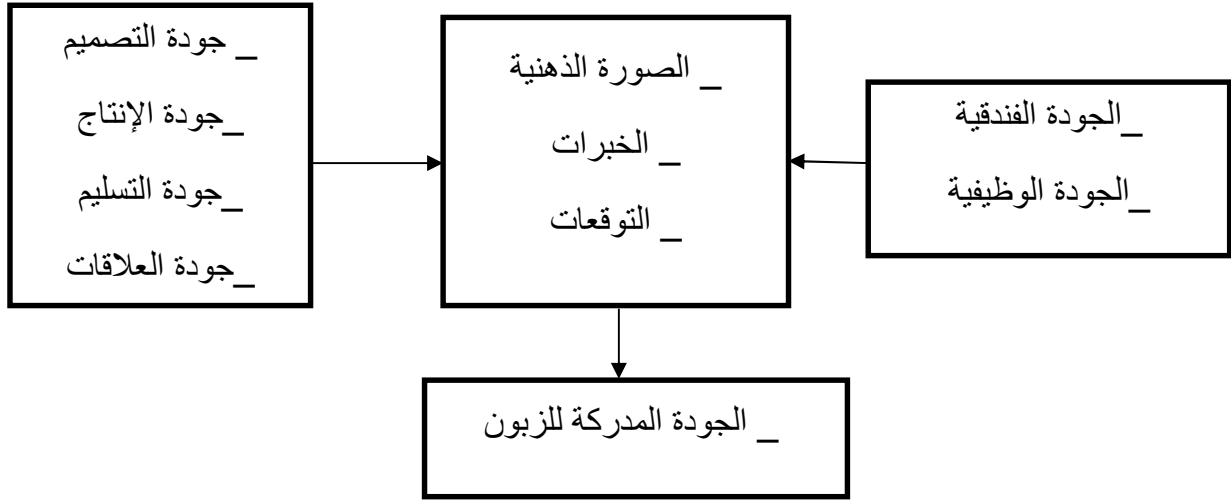 _ جودة التصميم
_جودة الإنتاج
_جودة التسليم
_جودة العلاقات
_ الصورة الذهنية
_ الخبرات
_ التوقعات
_الجودة الفندقية
_الجودة الوظيفية
_ الجودة المدركة للزبون